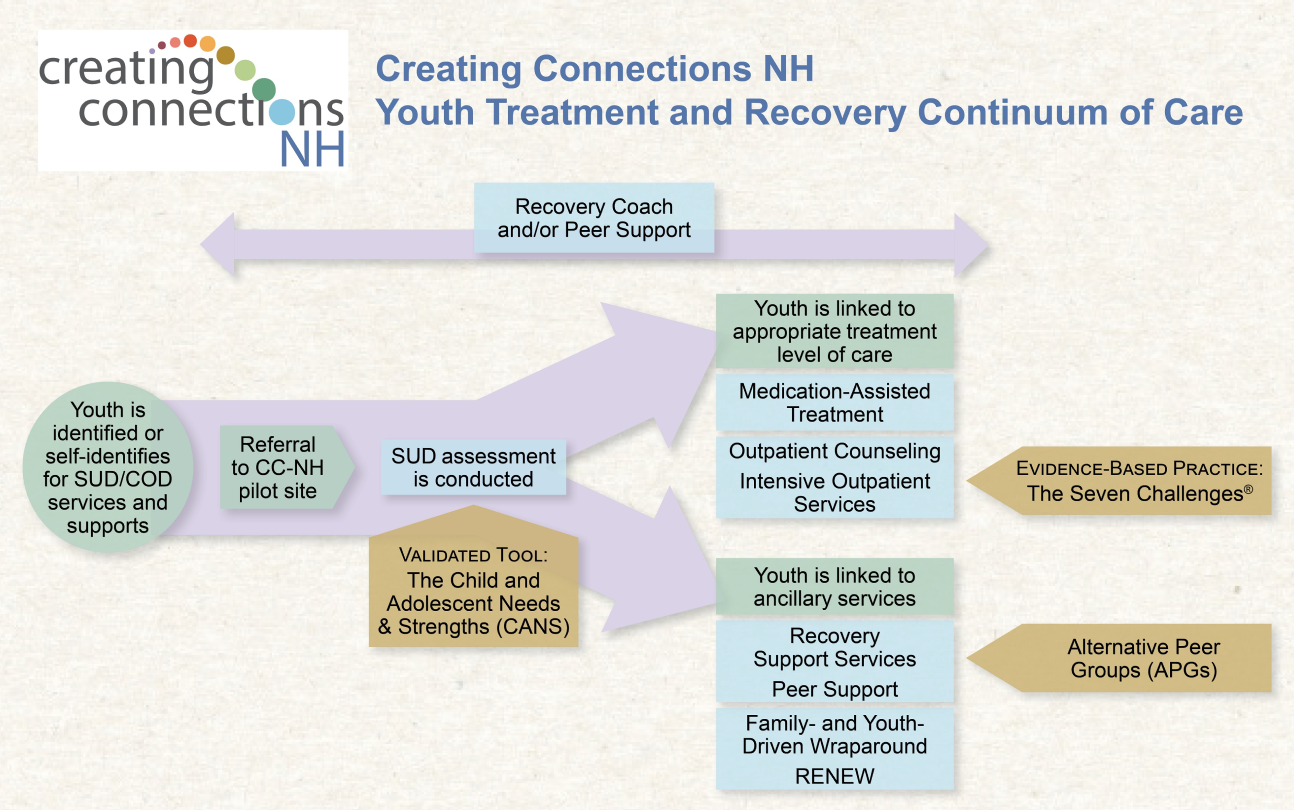 creating
connections
NH
Creating Connections NH
Youth Treatment and Recovery Continuum of Care
Recovery Coach
and/or Peer Support
Youth is
identified or
self-identifies
for SUD/COD
services and
supports
Referral
to CC-NH
pilot site
SUD assessment
is conducted
VALIDATED TOOL:
The Child and
Adolescent Needs
& Strengths (CANS)
Youth is linked to
appropriate treatment
level of care
Medication-Assisted
Treatment
Outpatient Counseling
Intensive Outpatient
Services
EVIDENCE-BASED PRACTICE:
The Seven Challenges®
Youth is linked to
ancillary services
Recovery
Support Services
Peer Support
Family- and Youth-
Driven Wraparound
RENEW
Alternative Peer
Groups (APGs)